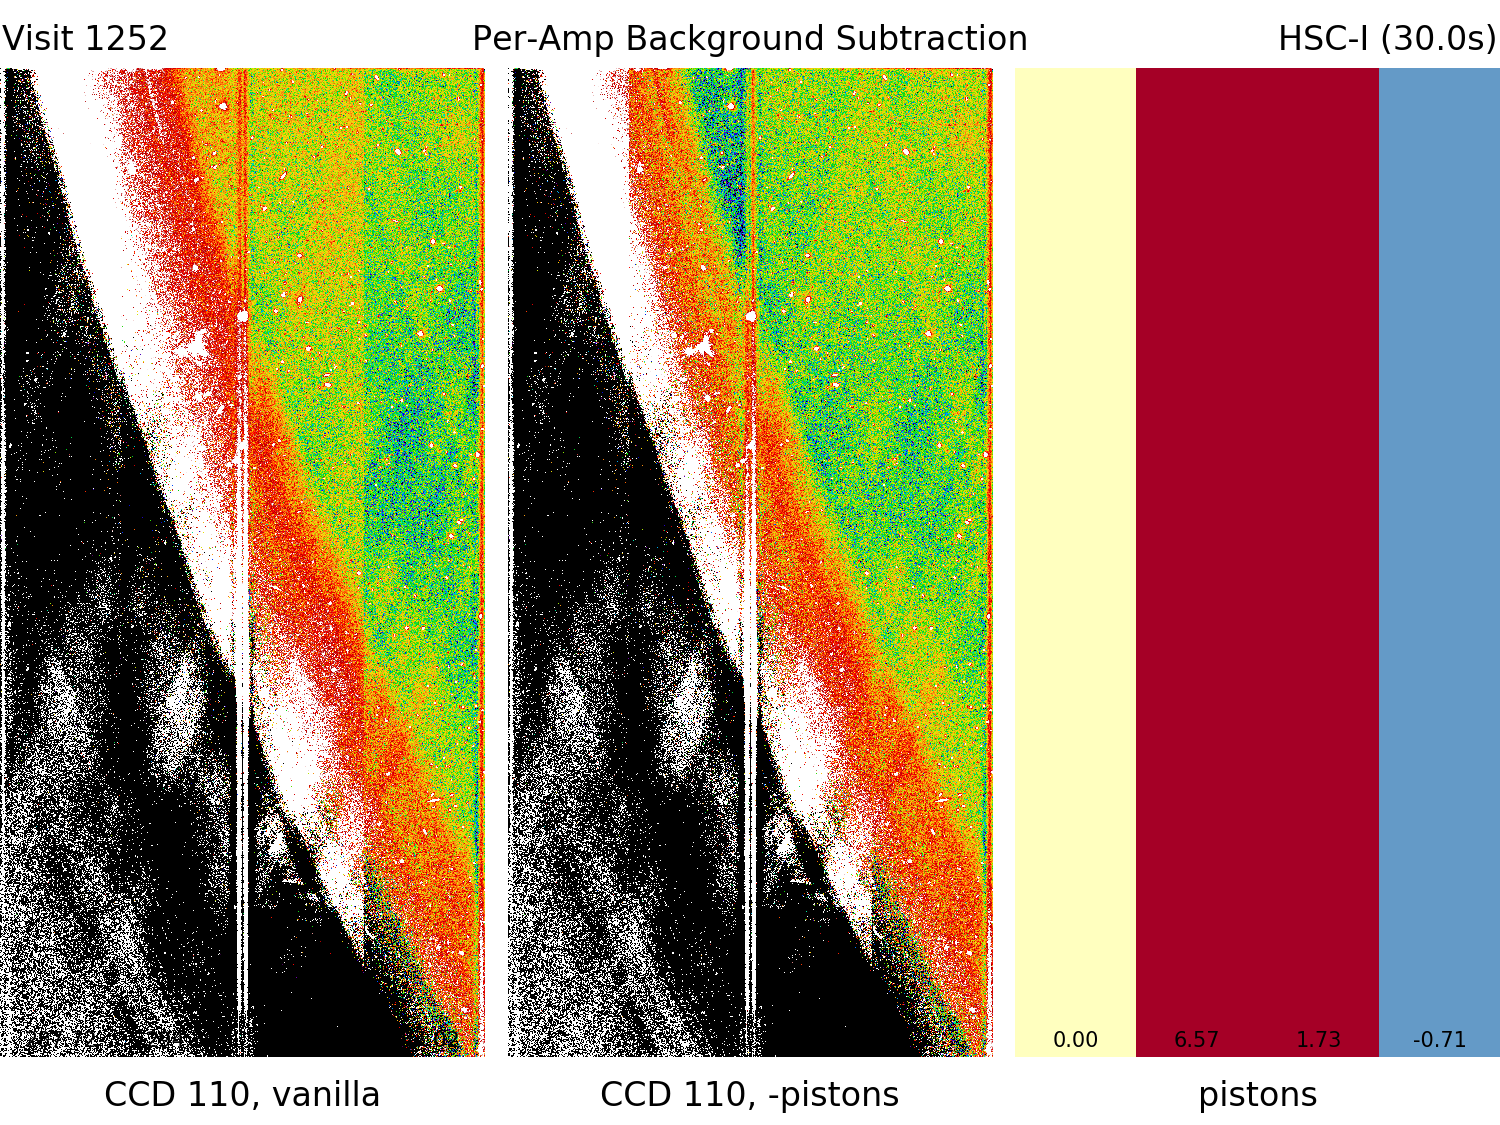 Visit 1252
Per-Amp Background Subtraction
HSC-I (30.0s)
0.00
6.57
1.73
-0.71
CCD 110, vanilla
CCD 110, -pistons
pistons